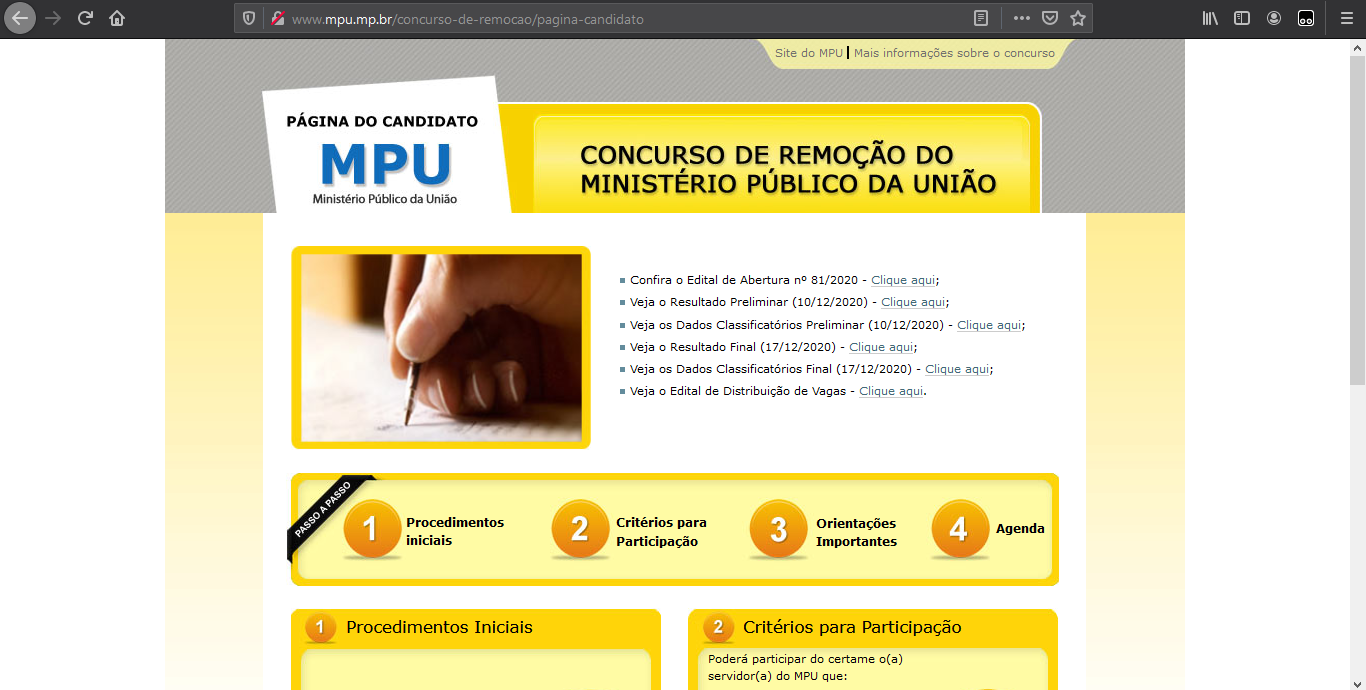 www.mpu.mp.br/concurso-de-remocao/pagina-candidato
Site do MPU | Mais informações sobre o concurso
PÁGINA DO CANDIDATO
MPU
Ministério Público da União
CONCURSO DE REMOÇÃO DO
MINISTÉRIO PÚBLICO DA UNIÃO
Confira o Edital de Abertura nº 81/2020 - Clique aqui;
Veja o Resultado Preliminar (10/12/2020) - Clique aqui;
Veja os Dados Classificatórios Preliminar (10/12/2020) - Clique aqui;
Veja o Resultado Final (17/12/2020) - Clique aqui;
Veja os Dados Classificatórios Final (17/12/2020) - Clique aqui;
Veja o Edital de Distribuição de Vagas - Clique aqui.
PASSO A PASSO
1 Procedimentos
iniciais
2 Critérios para
Participação
3 Orientações
Importantes
4 Agenda
1 Procedimentos Iniciais
2 Critérios para Participação
Poderá participar do certame o(a)
servidor(a) do MPU que: